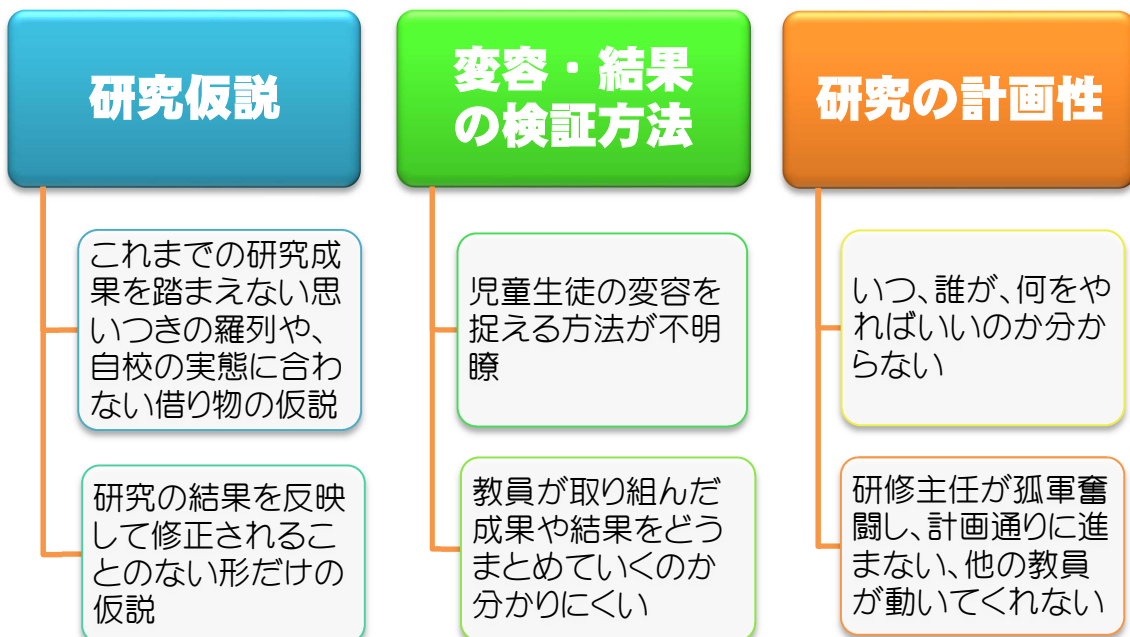 研究仮説
これまでの研究成
果を踏まえない思
いつきの羅列や、
自校の実態に合わ
ない借り物の仮説
研究の結果を反映
して修正されるこ
とのない形だけの
仮説
変容・結果
の検証方法
児童生徒の変容を
捉える方法が不明
瞭
教員が取り組んだ
成果や結果をどう
まとめていくのか
分かりにくい
研究の計画性
いつ、誰が、何をや
ればいいのか分か
らない
研修主任が孤軍奮
闘し、計画通りに進
まない、他の教員
が動いてくれない